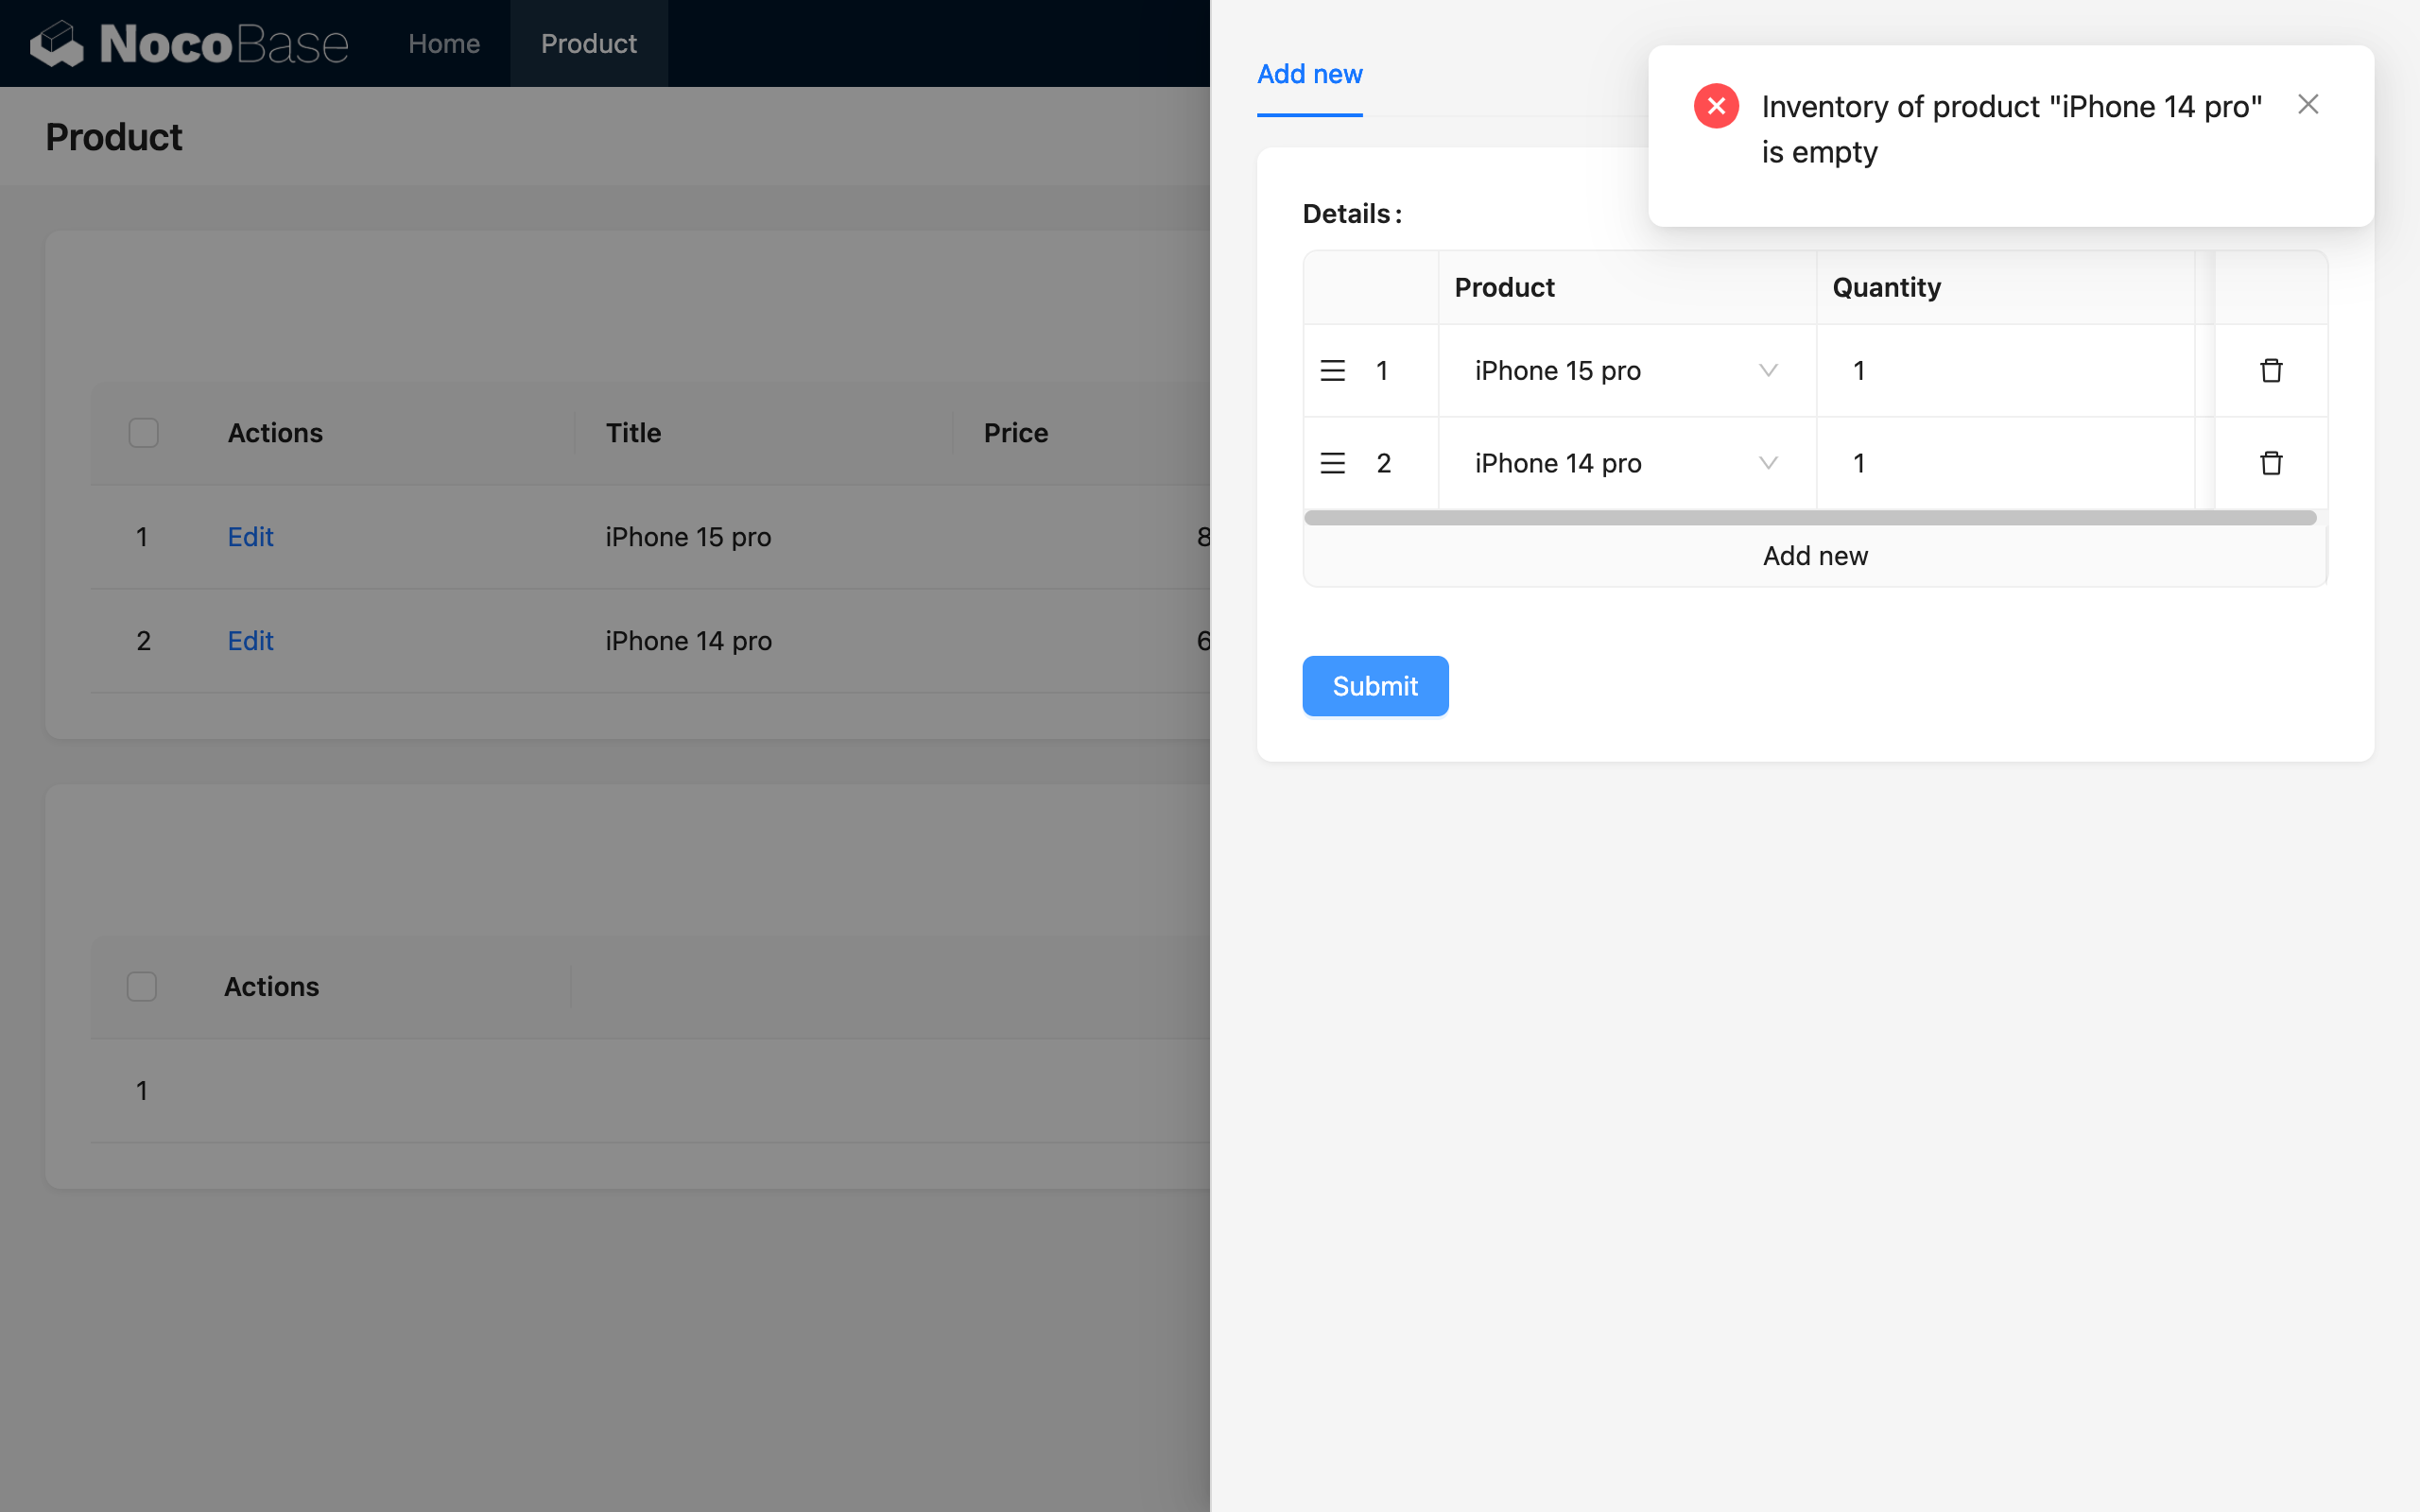 NocoBase Home Product
Product
Actions Title Price
1 Edit iPhone 15 pro 8
2 Edit iPhone 14 pro 6
Actions
1
Add new
Inventory of product "iPhone 14 pro"
is empty
Details:
Product Quantity
1 iPhone 15 pro 1
2 iPhone 14 pro 1
Add new
Submit